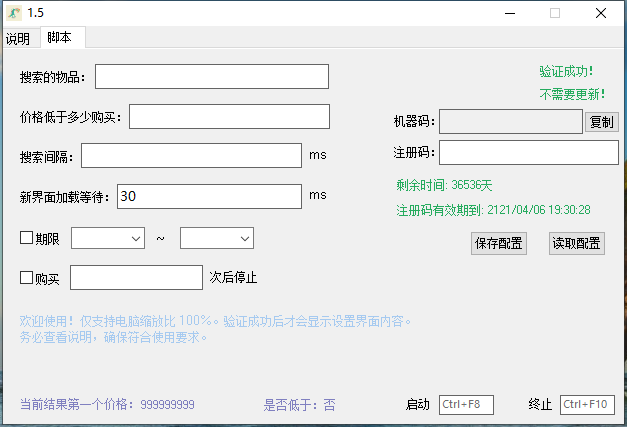 1.5
说明 脚本
搜索的物品：
验证成功！
不需要更新！
价格低于多少购买：
机器码： 复制
搜索间隔： ms
注册码：
新界面加载等待： 30 ms
剩余时间: 36536天
注册码有效期到: 2121/04/06 19:30:28
期限 ~
保存配置 读取配置
购买 次后停止
欢迎使用！仅支持电脑缩放比 100%。验证成功后才会显示设置界面内容。
务必查看说明，确保符合使用要求。
当前结果第一个价格：999999999 是否低于：否 启动 Ctrl+F8 终止 Ctrl+F10